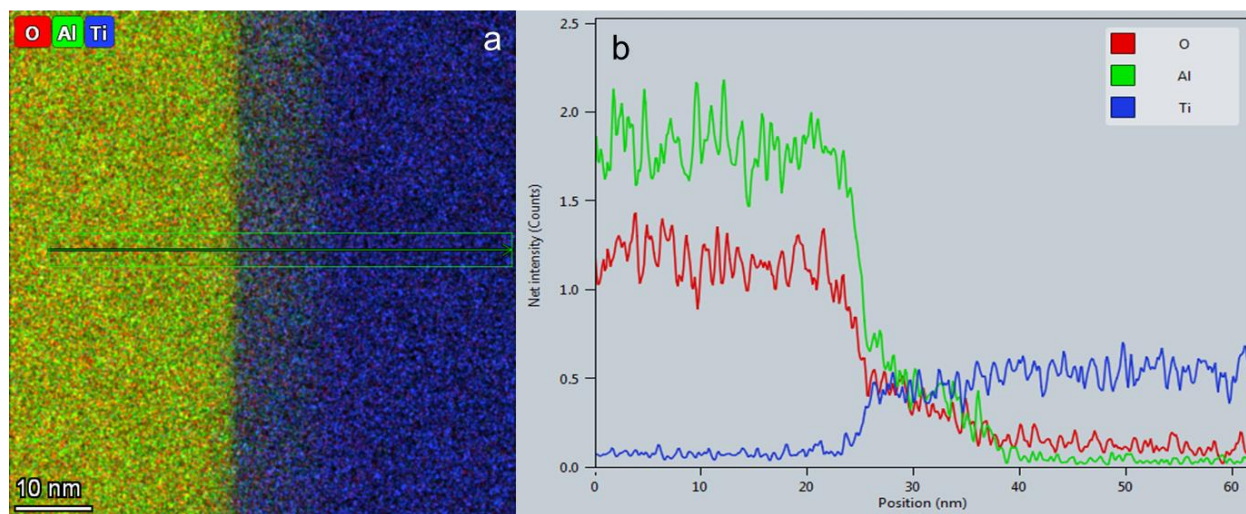 O Al Ti
a
10 nm
b
O
Al
Ti
Net intensity (Counts)
2.5
2.0
1.5
1.0
0.5
0.0
0 10 20 30 40 50 60
Position (nm)